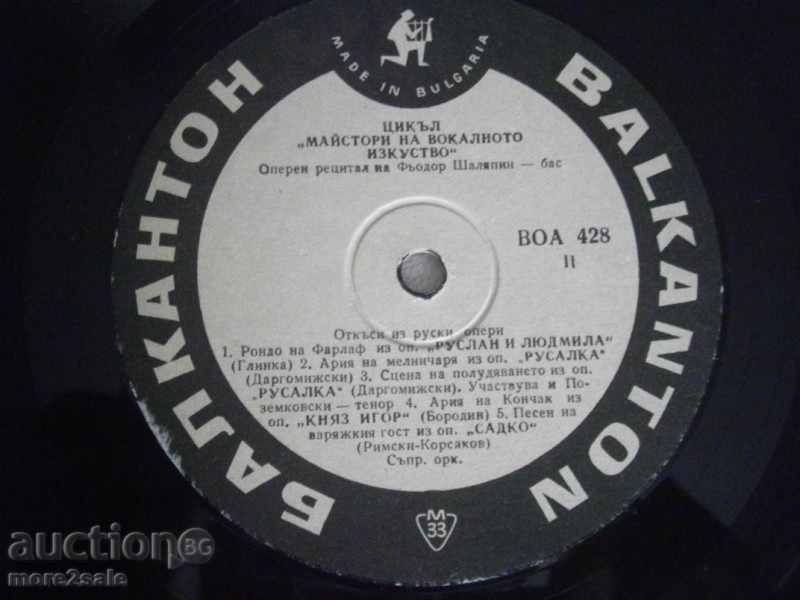 MADE IN BULGARIA
БАЛКАНТОН
BALKANTON
ЦИКЪЛ
„МАЙСТОРИ НА ВОКАЛНОТО
ИЗКУСТВО"
Оперен рецитал на Фьодор Шаляпин — бас
ВОА 428
II
Откъси из руски опери
1. Рондо на Фарлаф из оп. „РУСЛАН И ЛЮДМИЛА"
(Глинка) 2. Ария на мелничаря из оп. „РУСАЛКА"
(Даргомижски) 3. Сцена на полудяването из оп.
„РУСАЛКА" (Даргомижски). Участвува и По-
земковски — тенор 4. Ария на Кончак из
оп. „КНЯЗ ИГОР" (Бородин) 5. Песен на
варяжкия гост из оп. „САДКО"
(Римски-Корсаков)
Съпр. орк.
М
33
auction BG
more2sale